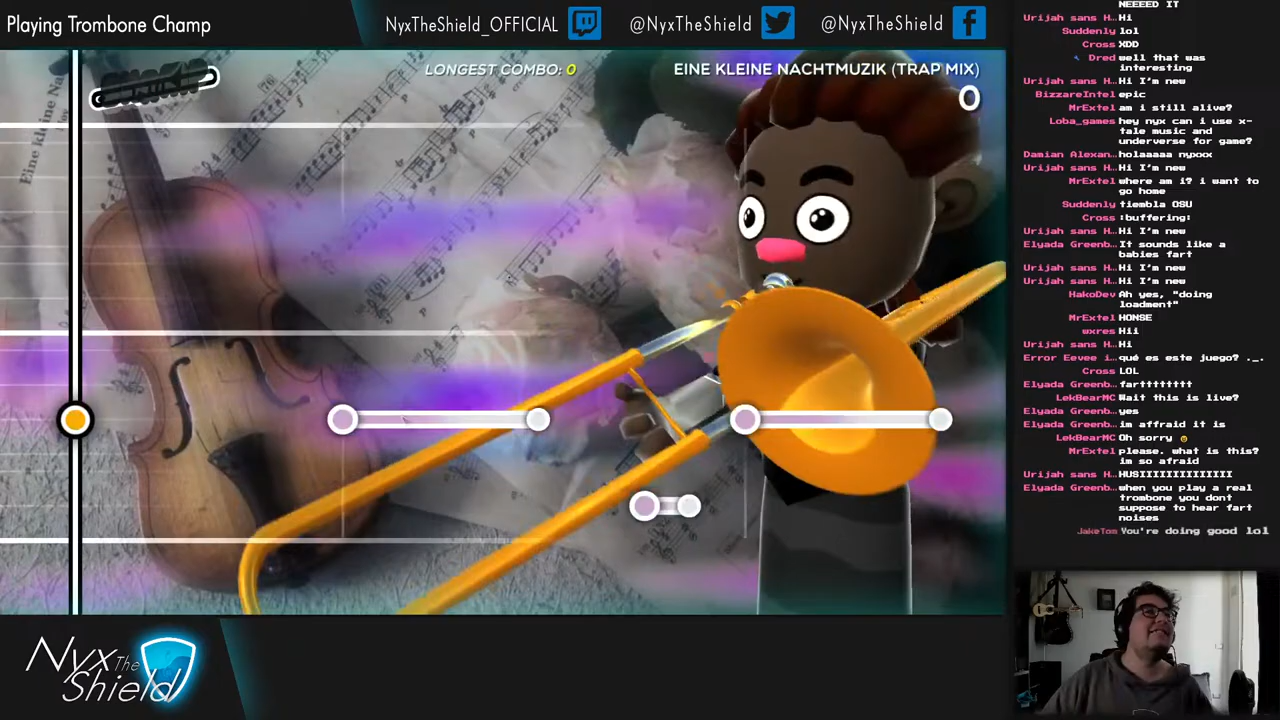 Playing Trombone Champ
NyxTheShield_OFFICIAL
@NyxTheShield
@NyxTheShield
LONGEST COMBO: 0
EINE KLEINE NACHTMUZIK (TRAP MIX)
0
Eine kleine Na
NEEEED IT
Urijah sans H… Hi
Suddenly lol
Cross XDD
Dred well that was
interesting
Urijah sans H… Hi I'm new
BizzareIntel epic
MrExtel am i still alive?
Loba_games hey nyx can i use x-
tale music and
underverse for game?
Damian Alexan… holaaaaa nyxxx
Urijah sans H… Hi I'm new
MrExtel where am i? i want to
go home
Suddenly tiembla OSU
Cross :buffering:
Urijah sans H… Hi I'm new
Elyada Greenb… It sounds like a
babies fart
Urijah sans H… Hi I'm new
Urijah sans H… Hi I'm new
HakoDev Ah yes, "doing
loadment"
MrExtel HONSE
wxres Hii
Urijah sans H… Hi
Error Eevee i… qué es este juego? ._.
Cross LOL
Elyada Greenb… fartttttttt
LekBearMC Wait this is live?
Elyada Greenb… yes
Elyada Greenb… im affraid it is
LekBearMC Oh sorry
MrExtel please. what is this?
im so afraid
Urijah sans H… HUSIIIIIIIIIIIII
Elyada Greenb… when you play a real
trombone you dont
suppose to hear fart
noises
JakeTom You're doing good lol
Nyx The
Shield